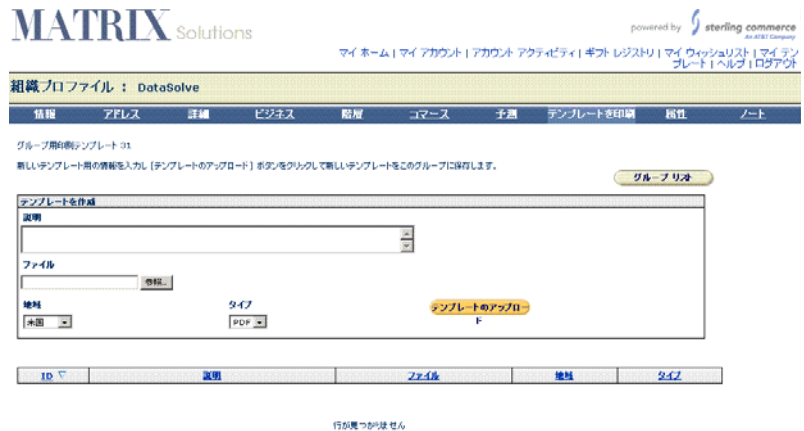 MATRIX Solutions
powered by sterling commerce
An AT&T Company
マイ ホーム | マイ アカウント | アカウント アクティビティ | ギフト レジストリ | マイ ウィッシュリスト | マイ テン
プレート | ヘルプ | ログアウト
組織プロファイル : DataSolve
情報 アドレス 詳細 ビジネス 階層 コマース 予測 テンプレートを印刷 属性 ノート
グループ用印刷テンプレート 01
新しいテンプレート用の情報を入力し [テンプレートのアップロード] ボタンをクリックして新しいテンプレートをこのグループに保存します。
グループ リスト
テンプレートを作成
説明
ファイル
参照...
地域 タイプ
米国 PDF
テンプレートのアップロー
ド
ID 説明 ファイル 地域 タイプ
行が見つかりません